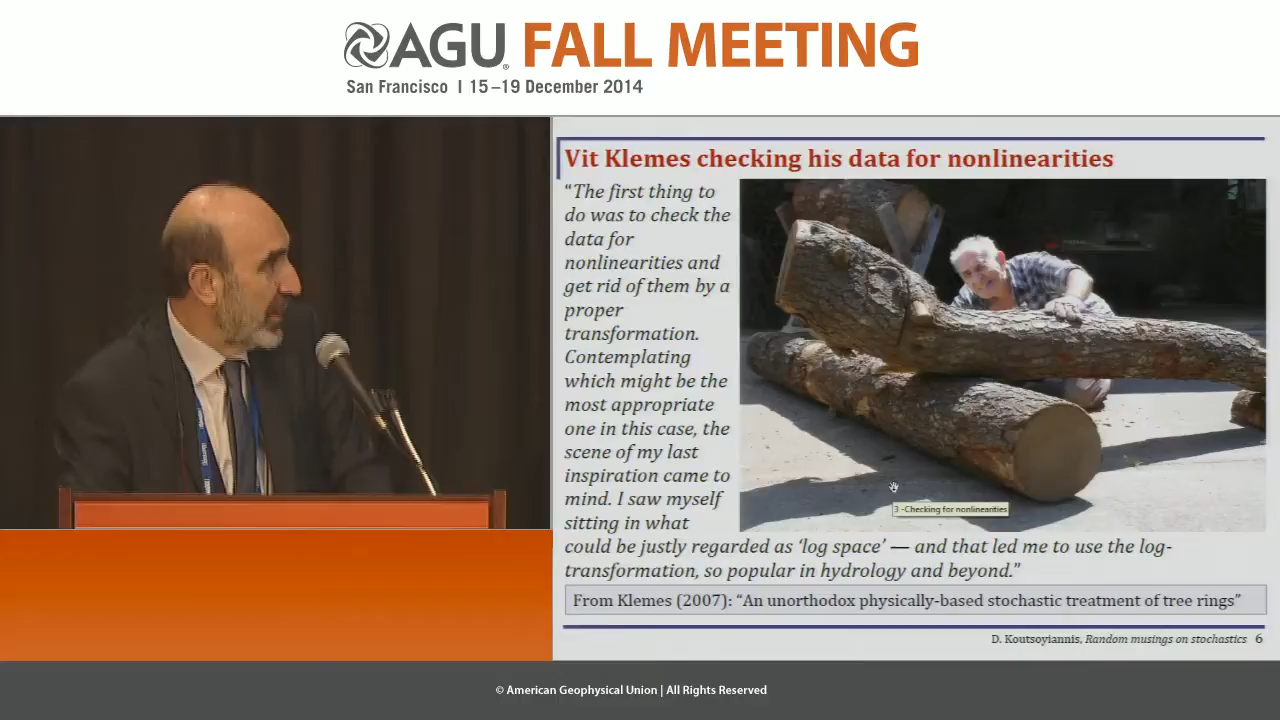 AGU FALL MEETING
San Francisco | 15–19 December 2014
Vit Klemes checking his data for nonlinearities
“The first thing to
do was to check the
data for
nonlinearities and
get rid of them by a
proper
transformation.
Contemplating
which might be the
most appropriate
one in this case, the
scene of my last
inspiration came to
mind. I saw myself
sitting in what
could be justly regarded as ‘log space’ — and that led me to use the log-
transformation, so popular in hydrology and beyond.”
3 -Checking for nonlinearities
From Klemes (2007): “An unorthodox physically-based stochastic treatment of tree rings”
D. Koutsoyiannis, Random musings on stochastics 6
© American Geophysical Union | All Rights Reserved